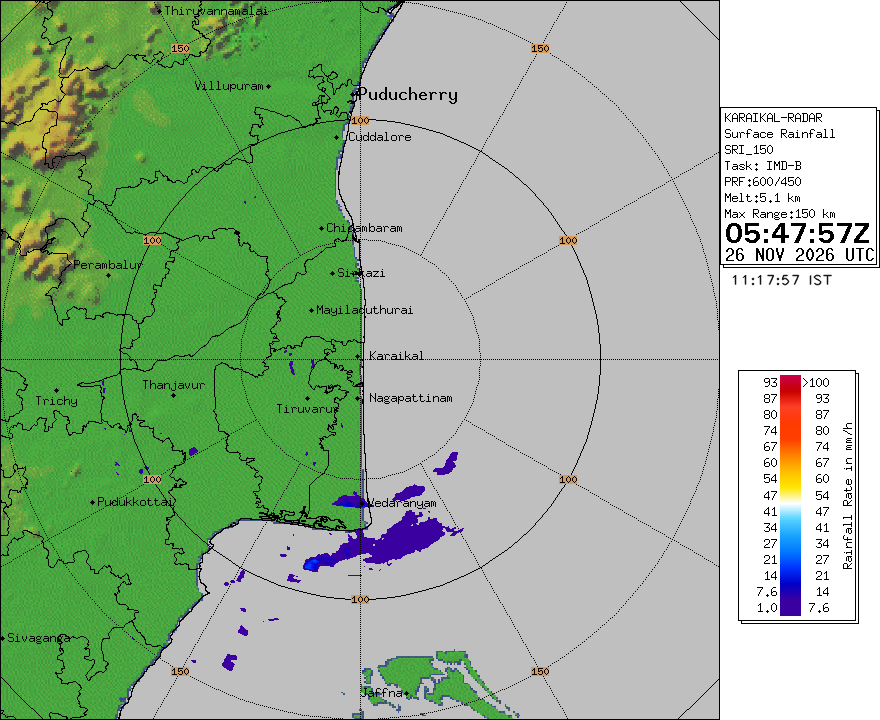 Thiruvannamalai
150
150
Villupuram
Puducherry
100
Cuddalore
Chidambaram
100
100
Perambalur
Sirkazi
Mayiladuthurai
Karaikal
Thanjavur
Trichy
Tiruvarur
Nagapattinam
100
100
Pudukkottai
Vedaranyam
100
Sivaganga
150
150
Jaffna
KARAIKAL-RADAR
Surface Rainfall
SRI_150
Task: IMD-B
PRF:600/450
Melt:5.1 km
Max Range:150 km
05:47:57Z
26 NOV 2026 UTC
11:17:57 IST
93 >100
87 93
80 87
74 80
67 74
60 67
54 60
47 54
41 47
34 41
27 34
21 27
14 21
7.6 14
1.0 7.6
Rainfall Rate in mm/h